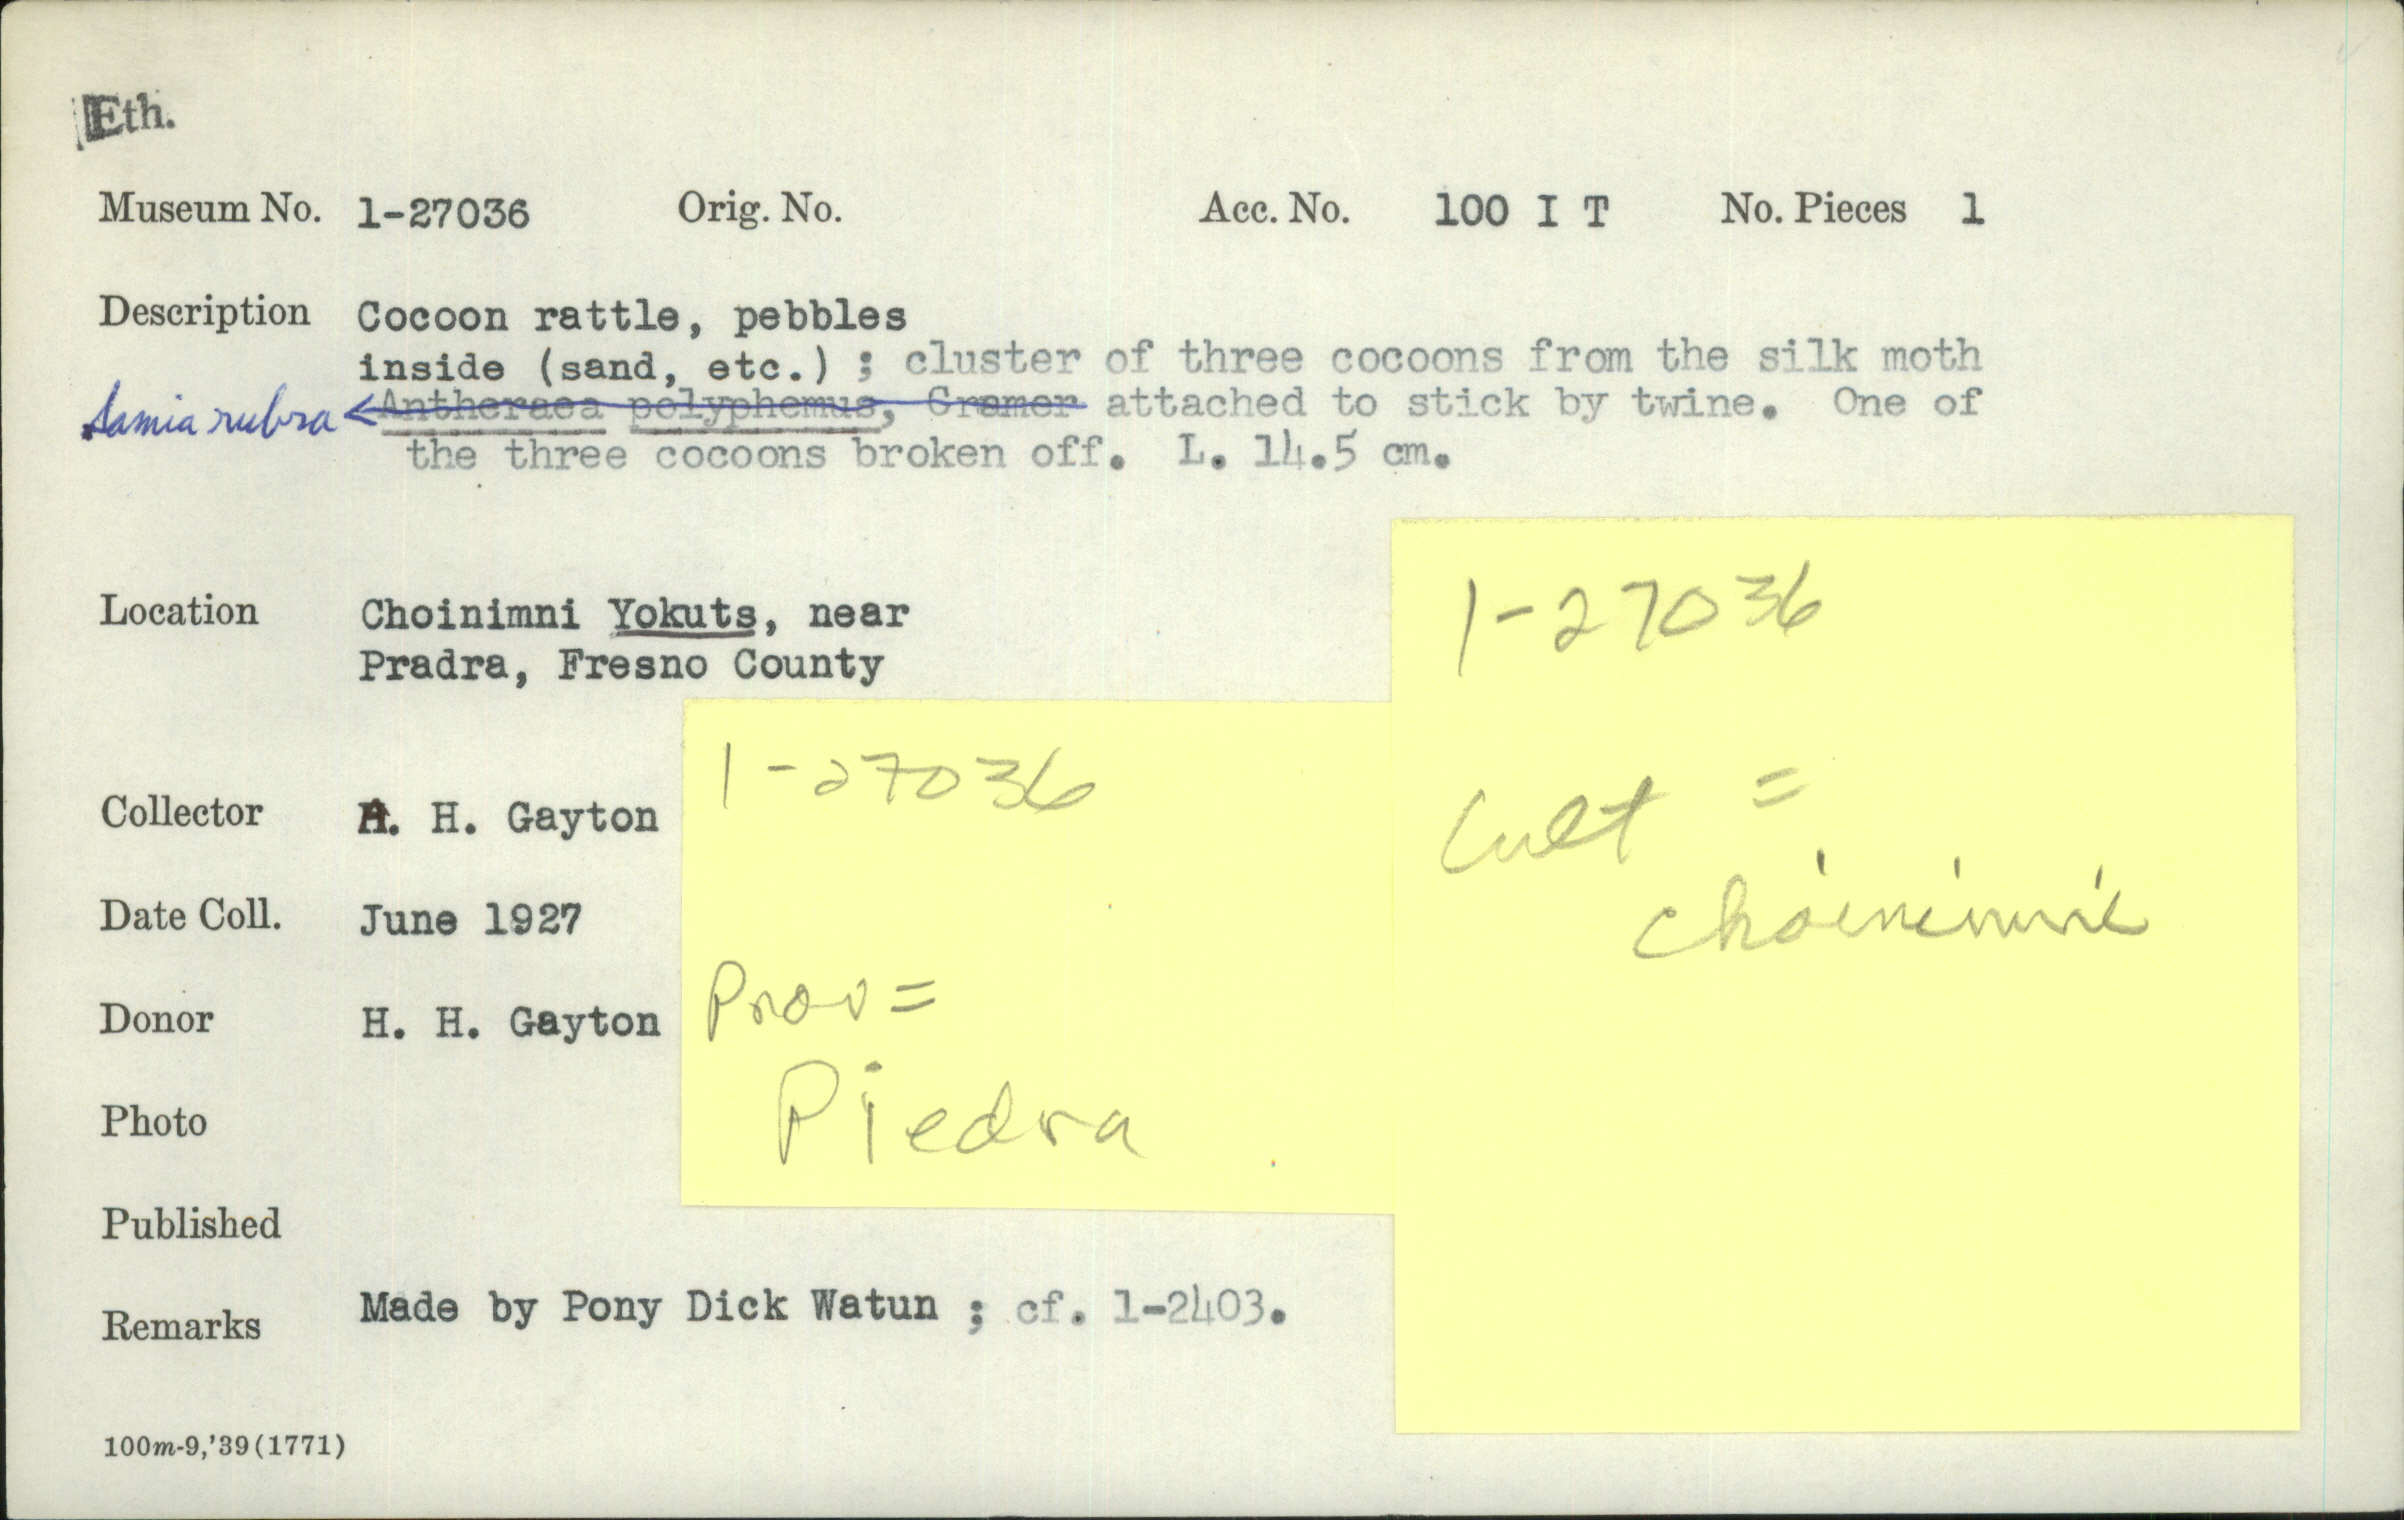 Eth.
Museum No. 1-27036 Orig. No. Acc. No. 100 I T No. Pieces 1
Description Cocoon rattle, pebbles
inside (sand, etc.) ; cluster of three cocoons from the silk moth
Samia rubra ← Antheraea polyphemus, Cramer attached to stick by twine. One of
the three cocoons broken off. L. 14.5 cm.
Location Choinimni Yokuts, near
Pradra, Fresno County
Collector A. H. Gayton
Date Coll. June 1927
Donor H. H. Gayton
Photo
Published
Remarks Made by Pony Dick Watun ; cf. 1-2403.
100m-9,'39(1771)
1-27036
Prov =
Piedra
1-27036
Cult =
Choinimni